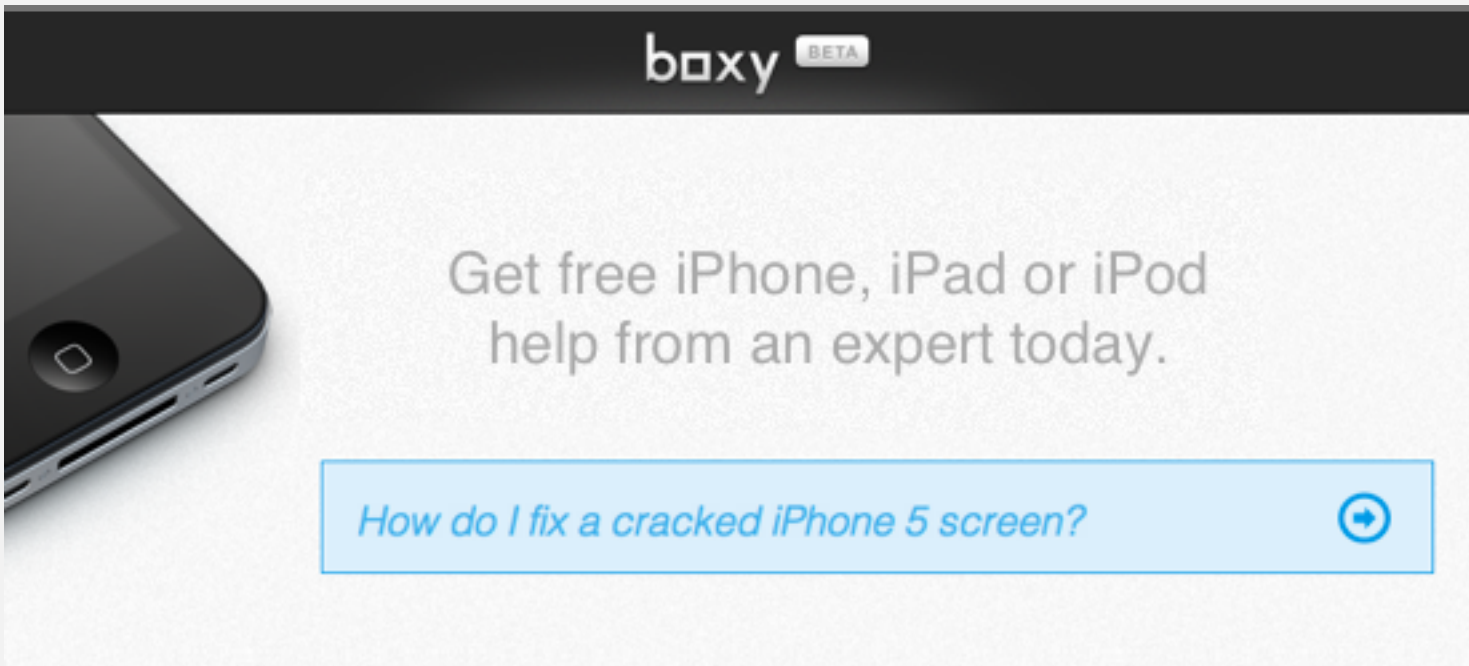 boxy BETA
Get free iPhone, iPad or iPod
help from an expert today.
How do I fix a cracked iPhone 5 screen?